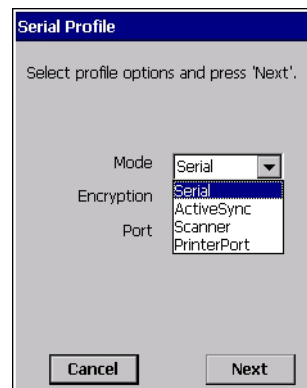 Serial Profile
Select profile options and press 'Next'.
Mode Serial
Encryption Serial
ActiveSync
Port Scanner
PrinterPort
Cancel Next